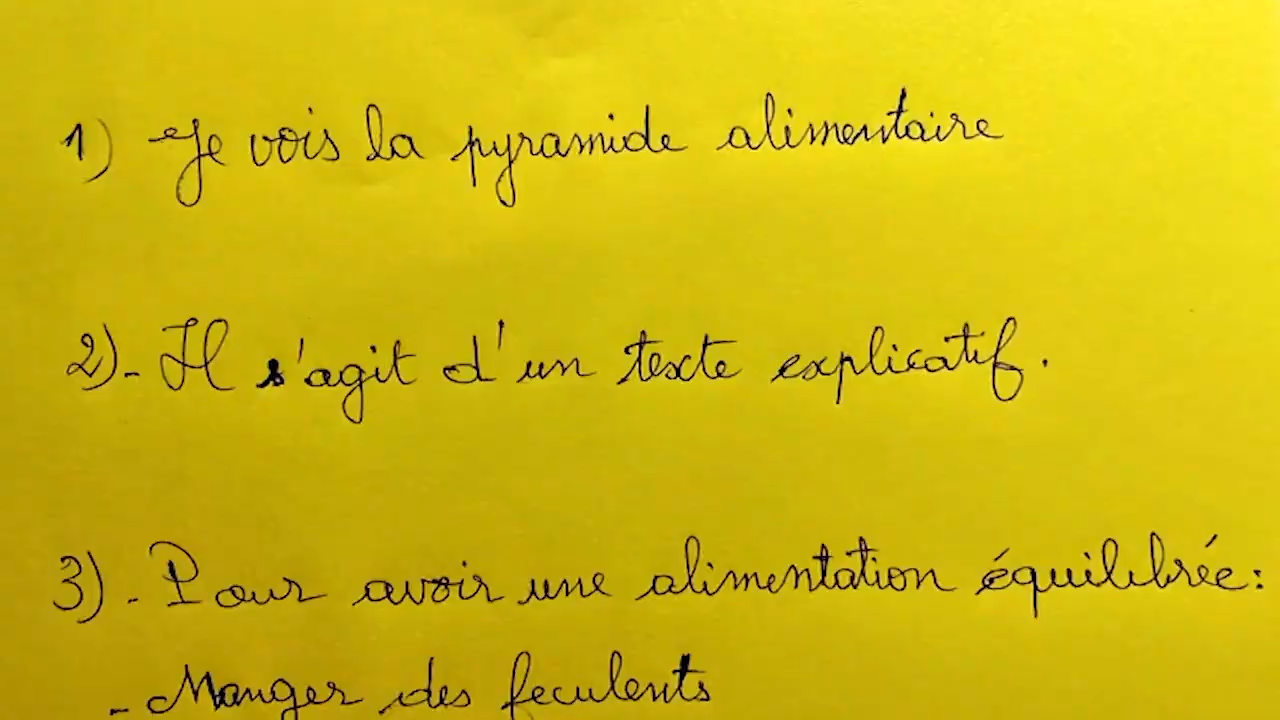 1) Je vois la pyramide alimentaire
2).- Il s'agit d'un texte explicatif.
3).- Pour avoir une alimentation équilibrée:
- Manger des feculents